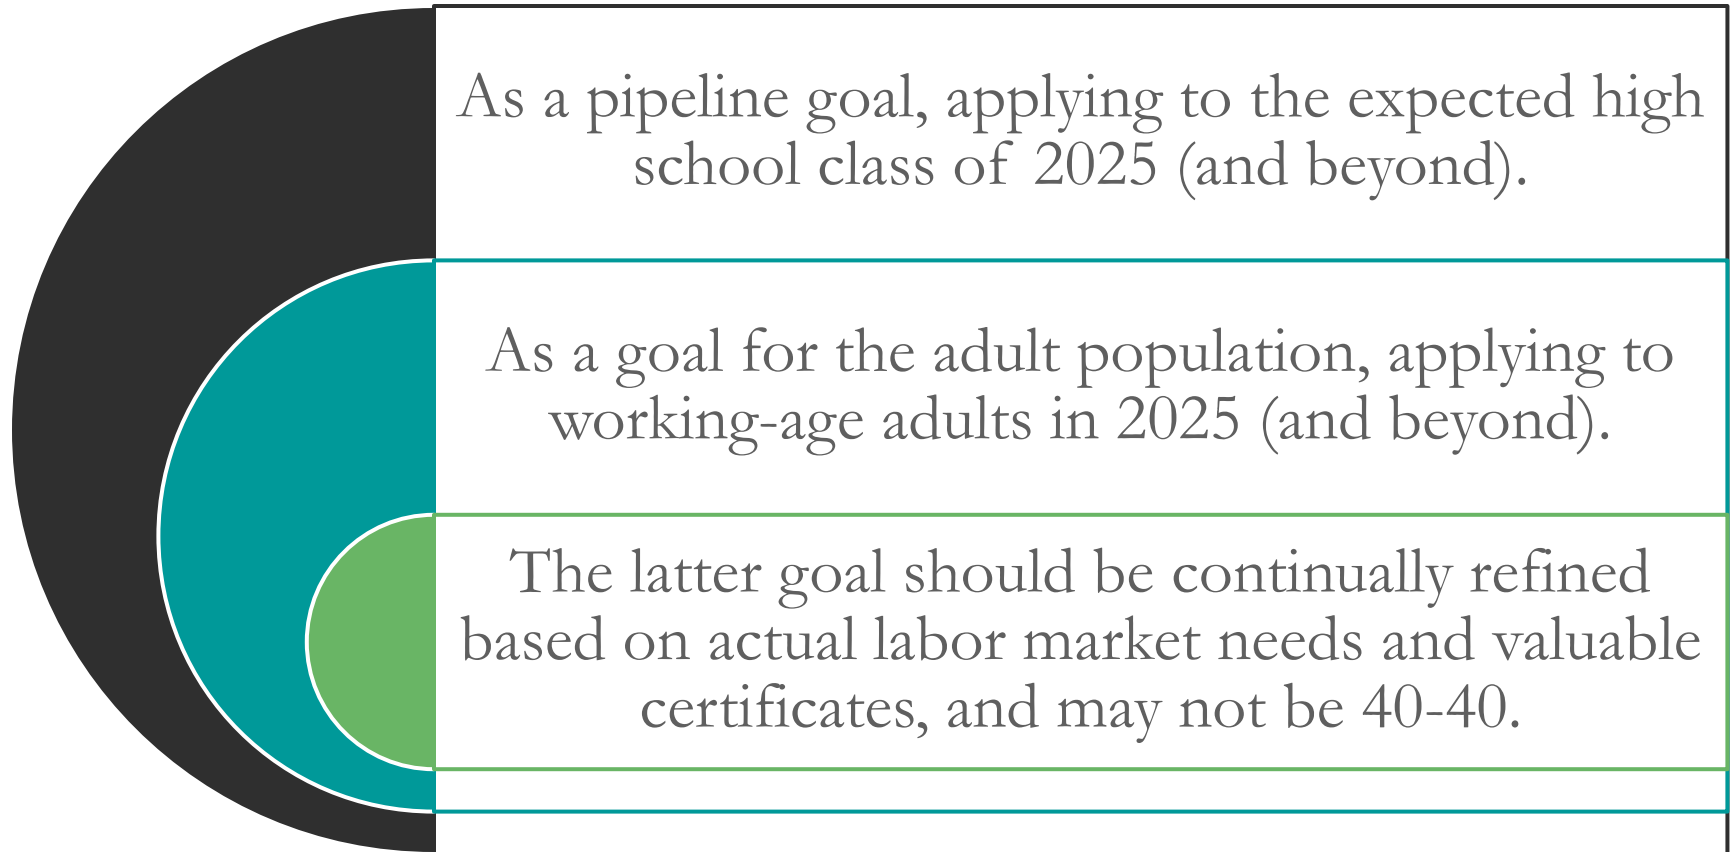 As a pipeline goal, applying to the expected high
school class of 2025 (and beyond).
As a goal for the adult population, applying to
working-age adults in 2025 (and beyond).
The latter goal should be continually refined
based on actual labor market needs and valuable
certificates, and may not be 40-40.